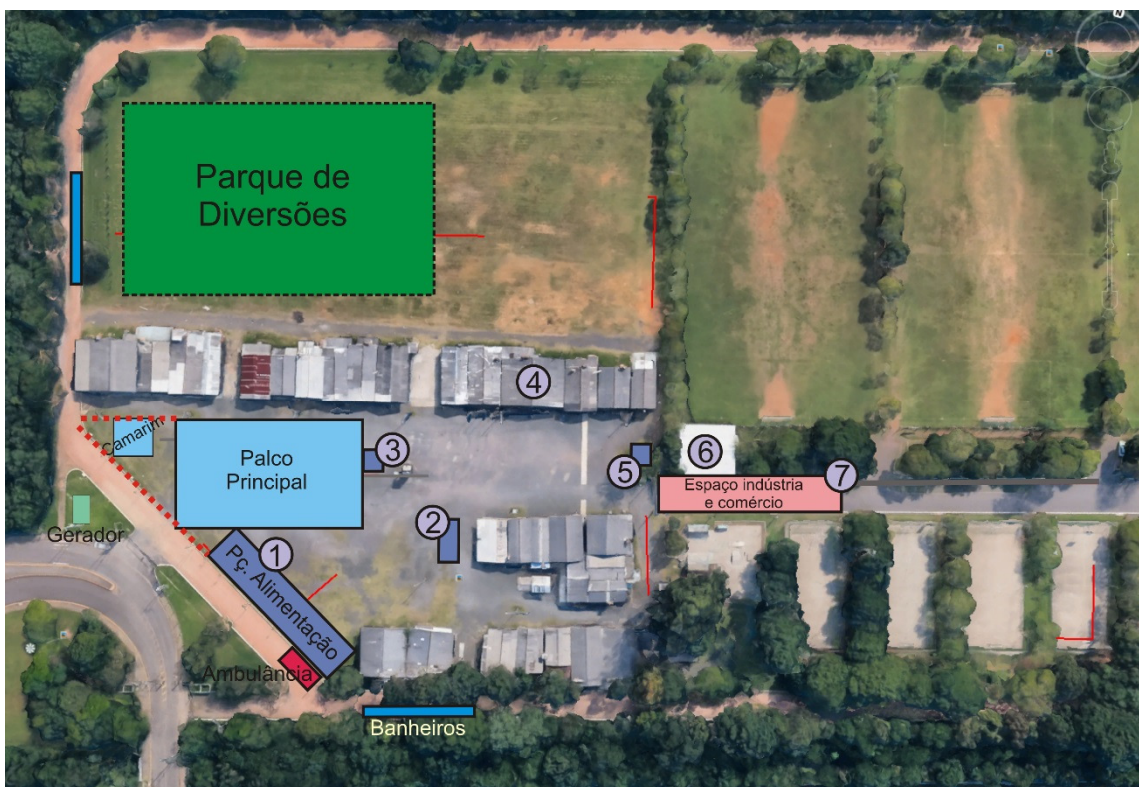 N
Parque de
Diversões
4
Camarim
Palco
Principal
3
5
6
7
Espaço indústria
e comércio
Gerador
2
1
Pç. Alimentação
Ambulância
Banheiros